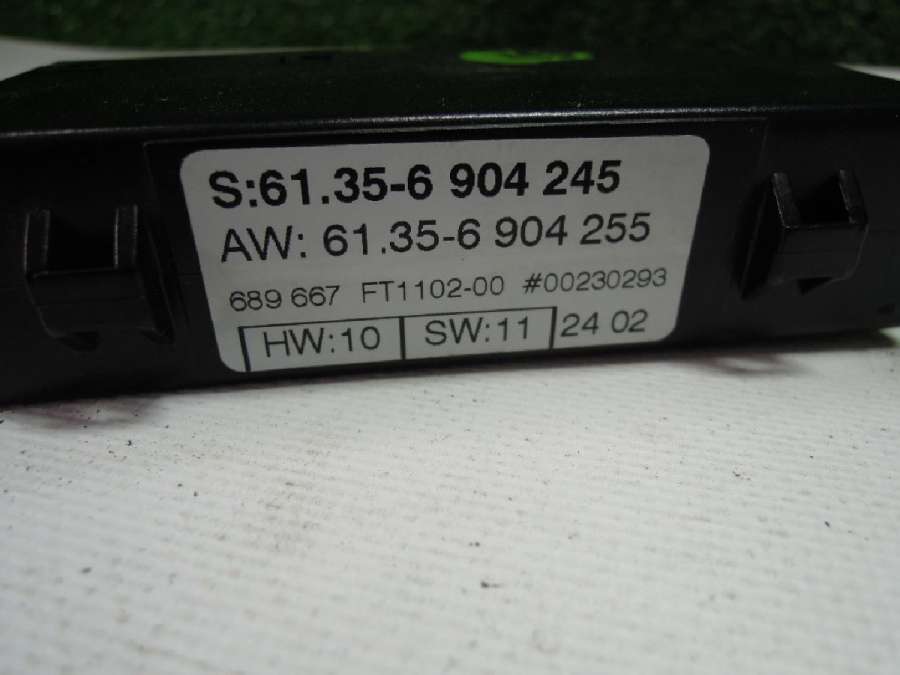 S:61.35-6 904 245
AW: 61.35-6 904 255
689 667 FT1102-00 #00230293
HW:10 SW:11 24 02